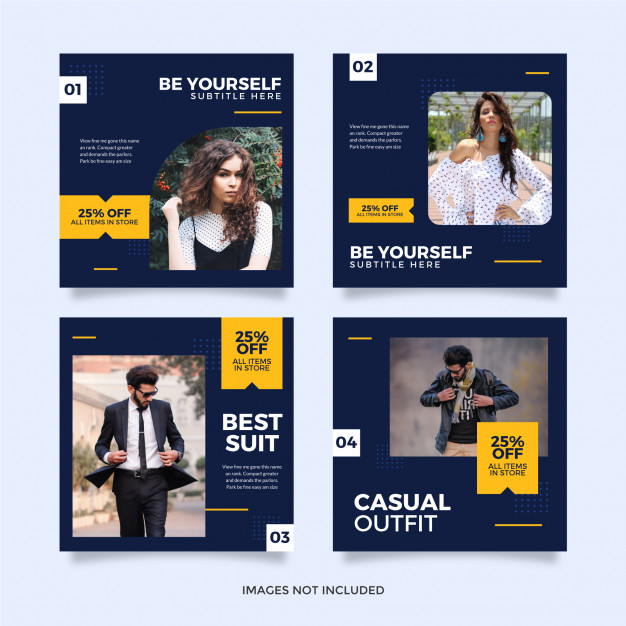 01
BE YOURSELF
SUBTITLE HERE
View fine me gone this name
an rank. Compact greater
and demands the parlors.
Park be fine easy am size
25% OFF
ALL ITEMS IN STORE
02
View fine me gone this name
an rank. Compact greater
and demands the parlors.
Park be fine easy am size
25% OFF
ALL ITEMS IN STORE
BE YOURSELF
SUBTITLE HERE
25%
OFF
ALL ITEMS
IN STORE
BEST
SUIT
View fine me gone this name
an rank. Compact greater
and demands the parlors.
Park be fine easy am size
03
04
25%
OFF
ALL ITEMS
IN STORE
CASUAL
OUTFIT
IMAGES NOT INCLUDED